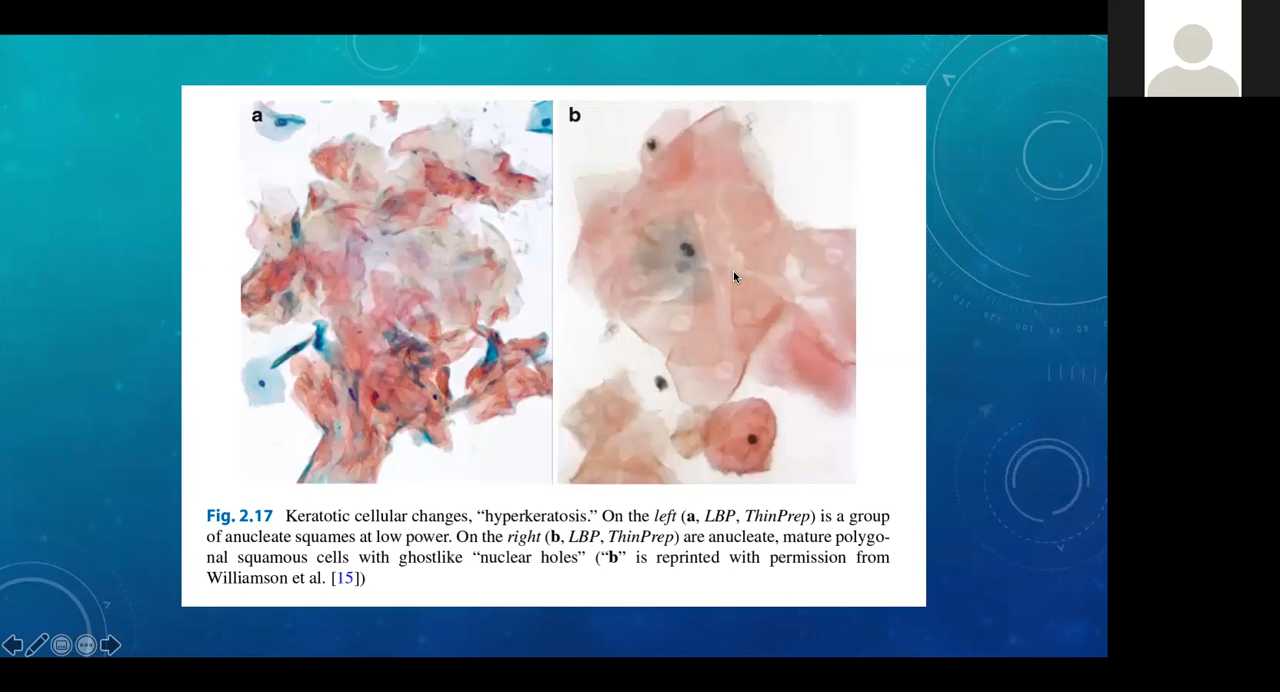 a
b
Fig. 2.17 Keratotic cellular changes, “hyperkeratosis.” On the left (a, LBP, ThinPrep) is a group
of anucleate squames at low power. On the right (b, LBP, ThinPrep) are anucleate, mature polygo-
nal squamous cells with ghostlike “nuclear holes” (“b” is reprinted with permission from
Williamson et al. [15])